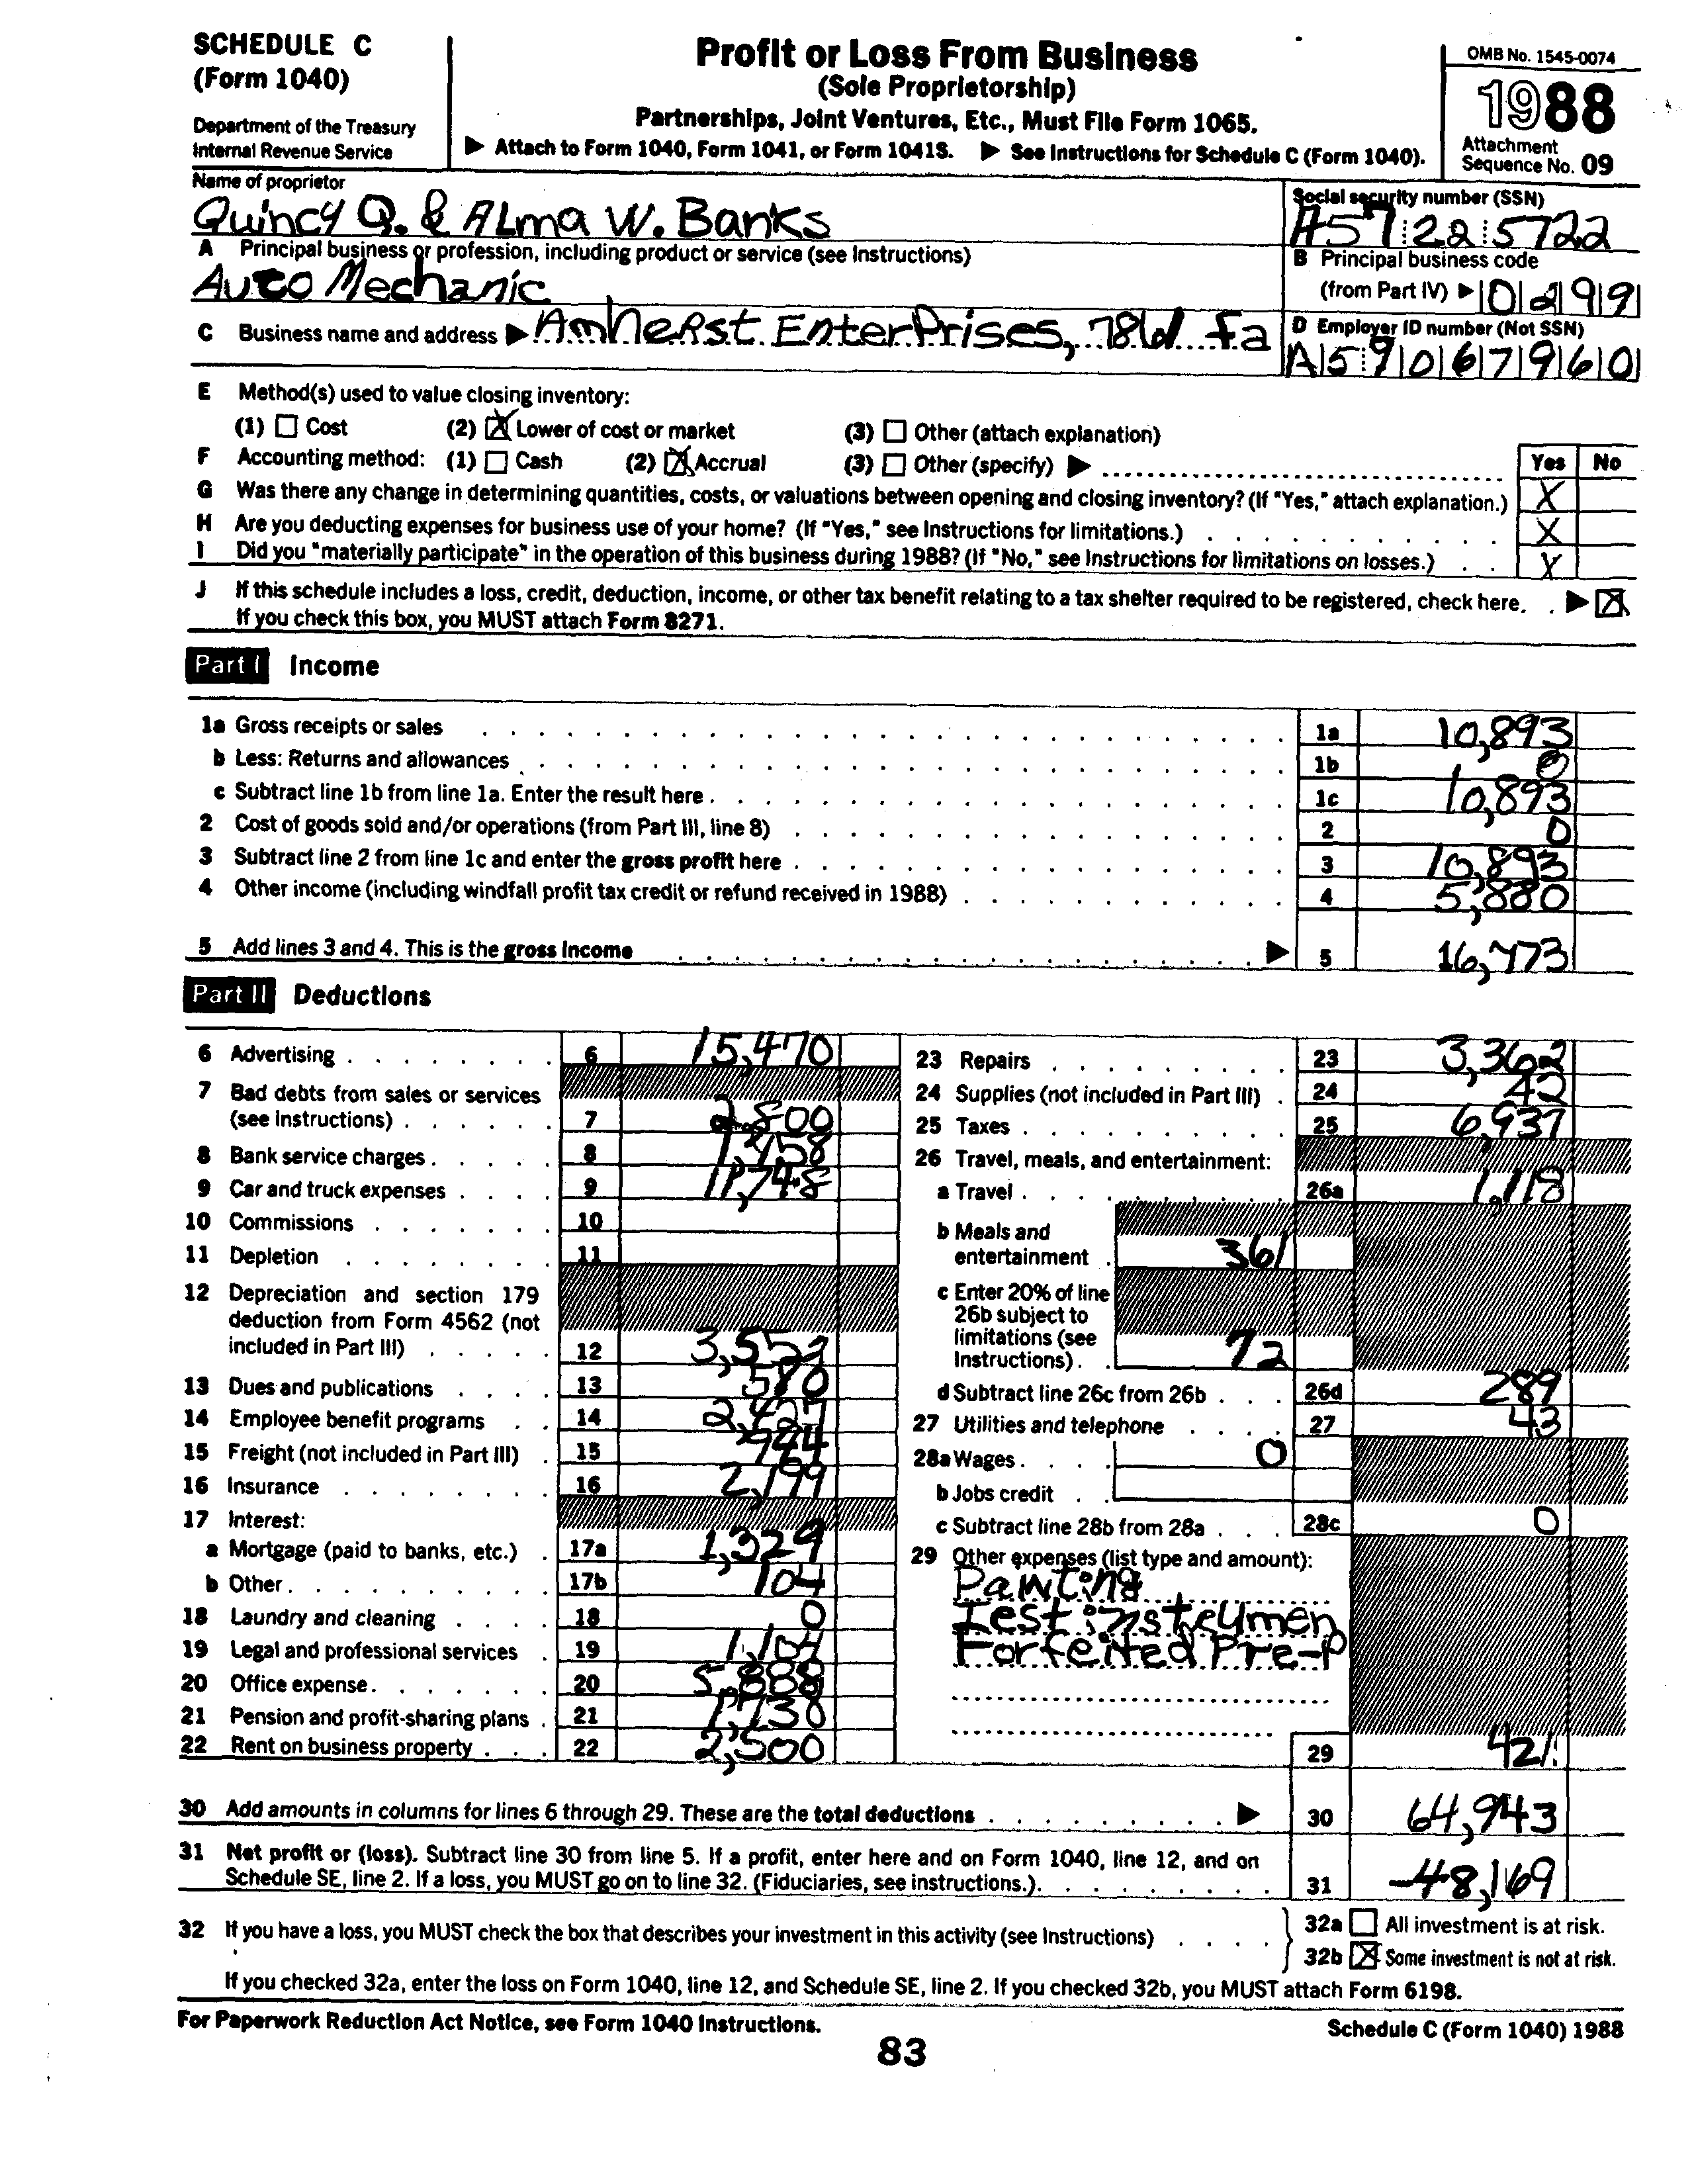 SCHEDULE C
(Form 1040)
Department of the Treasury
Internal Revenue Service
Profit or Loss From Business
(Sole Proprietorship)
Partnerships, Joint Ventures, Etc., Must File Form 1065.
▶ Attach to Form 1040, Form 1041, or Form 1041S. ▶ See Instructions for Schedule C (Form 1040).
OMB No. 1545-0074
1988
Attachment
Sequence No. 09
Name of proprietor
Quincy Q. & Alma W. Banks
Social security number (SSN)
A57 22 5722
A Principal business or profession, including product or service (see Instructions)
Auto Mechanic
B Principal business code
(from Part IV) ▶ 0299
C Business name and address ▶ Amherst Enterprises, 786 Fa
D Employer ID number (Not SSN)
A59067960
E Method(s) used to value closing inventory:
(1) ☐ Cost (2) ☒ Lower of cost or market (3) ☐ Other (attach explanation)
F Accounting method: (1) ☐ Cash (2) ☒ Accrual (3) ☐ Other (specify) ▶
Yes No
G Was there any change in determining quantities, costs, or valuations between opening and closing inventory? (If "Yes," attach explanation.) X
H Are you deducting expenses for business use of your home? (If "Yes," see Instructions for limitations.) X
I Did you "materially participate" in the operation of this business during 1988? (If "No," see Instructions for limitations on losses.) X
J If this schedule includes a loss, credit, deduction, income, or other tax benefit relating to a tax shelter required to be registered, check here. ▶ ☒
If you check this box, you MUST attach Form 8271.
Part I Income
1a Gross receipts or sales 1a 10,893
b Less: Returns and allowances 1b 0
c Subtract line 1b from line 1a. Enter the result here 1c 10,893
2 Cost of goods sold and/or operations (from Part III, line 8) 2 0
3 Subtract line 2 from line 1c and enter the gross profit here 3 10,893
4 Other income (including windfall profit tax credit or refund received in 1988) 4 5,880
5 Add lines 3 and 4. This is the gross income ▶ 5 16,773
Part II Deductions
6 Advertising 6 15,470
7 Bad debts from sales or services
(see Instructions) 7 2,800
8 Bank service charges 8 1,458
9 Car and truck expenses 9 11,748
10 Commissions 10
11 Depletion 11
12 Depreciation and section 179
deduction from Form 4562 (not
included in Part III) 12 3,553
13 Dues and publications 13 580
14 Employee benefit programs 14 2,427
15 Freight (not included in Part III) 15 944
16 Insurance 16 2,199
17 Interest:
a Mortgage (paid to banks, etc.) 17a 1,329
b Other 17b 104
18 Laundry and cleaning 18 0
19 Legal and professional services 19
20 Office expense 20 5,888
21 Pension and profit-sharing plans 21
22 Rent on business property 22 2,500
23 Repairs 23 3,362
24 Supplies (not included in Part III) 24 42
25 Taxes 25 6,937
26 Travel, meals, and entertainment:
a Travel 26a 1,118
b Meals and
entertainment 361
c Enter 20% of line
26b subject to
limitations (see
Instructions) 72
d Subtract line 26c from 26b 26d 289
27 Utilities and telephone 27 43
28a Wages 0
b Jobs credit
c Subtract line 28b from 28a 28c 0
29 Other expenses (list type and amount):
Painting
Test instrumen
Forfeited Pre-P
29 421
30 Add amounts in columns for lines 6 through 29. These are the total deductions ▶ 30 64,943
31 Net profit or (loss). Subtract line 30 from line 5. If a profit, enter here and on Form 1040, line 12, and on
Schedule SE, line 2. If a loss, you MUST go on to line 32. (Fiduciaries, see instructions.) 31 -48,169
32 If you have a loss, you MUST check the box that describes your investment in this activity (see Instructions)
32a ☐ All investment is at risk.
32b ☒ Some investment is not at risk.
If you checked 32a, enter the loss on Form 1040, line 12, and Schedule SE, line 2. If you checked 32b, you MUST attach Form 6198.
For Paperwork Reduction Act Notice, see Form 1040 Instructions.
Schedule C (Form 1040) 1988
83